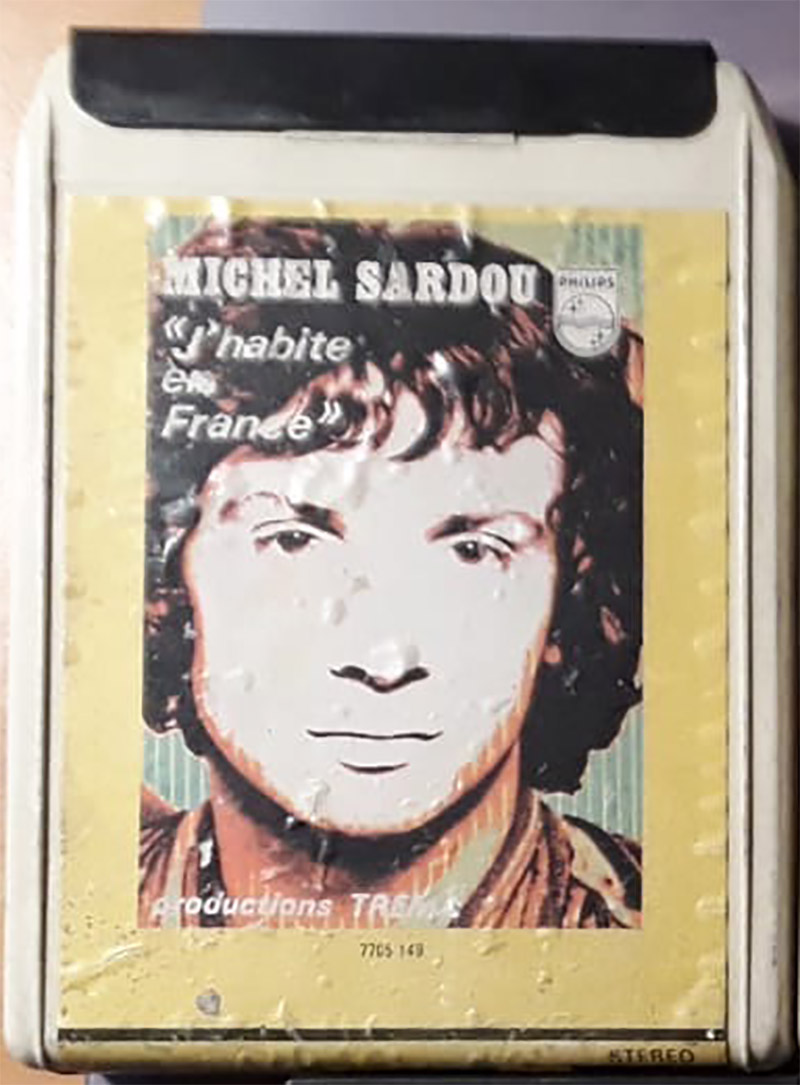 MICHEL SARDOU
PHILIPS
«J'habite
en
France»
productions TREMA
7705 149
STEREO